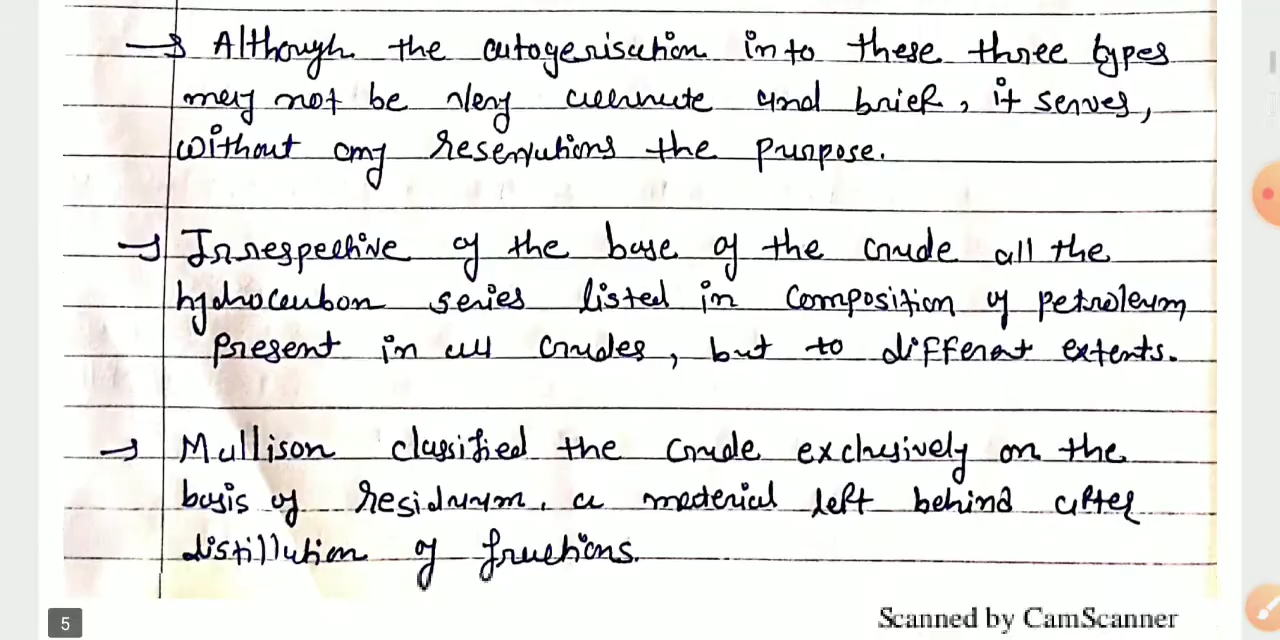 → Although the catogerisation into these three types
may not be very accurate and brief, it serves,
without any reservations the purpose.
→ Irrespective of the base of the crude all the
hydrocarbon series listed in composition of petroleum
present in all crudes, but to different extents.
→ Mallison classified the crude exclusively on the
basis of residuum, a material left behind after
distillation of fractions.
5
Scanned by CamScanner